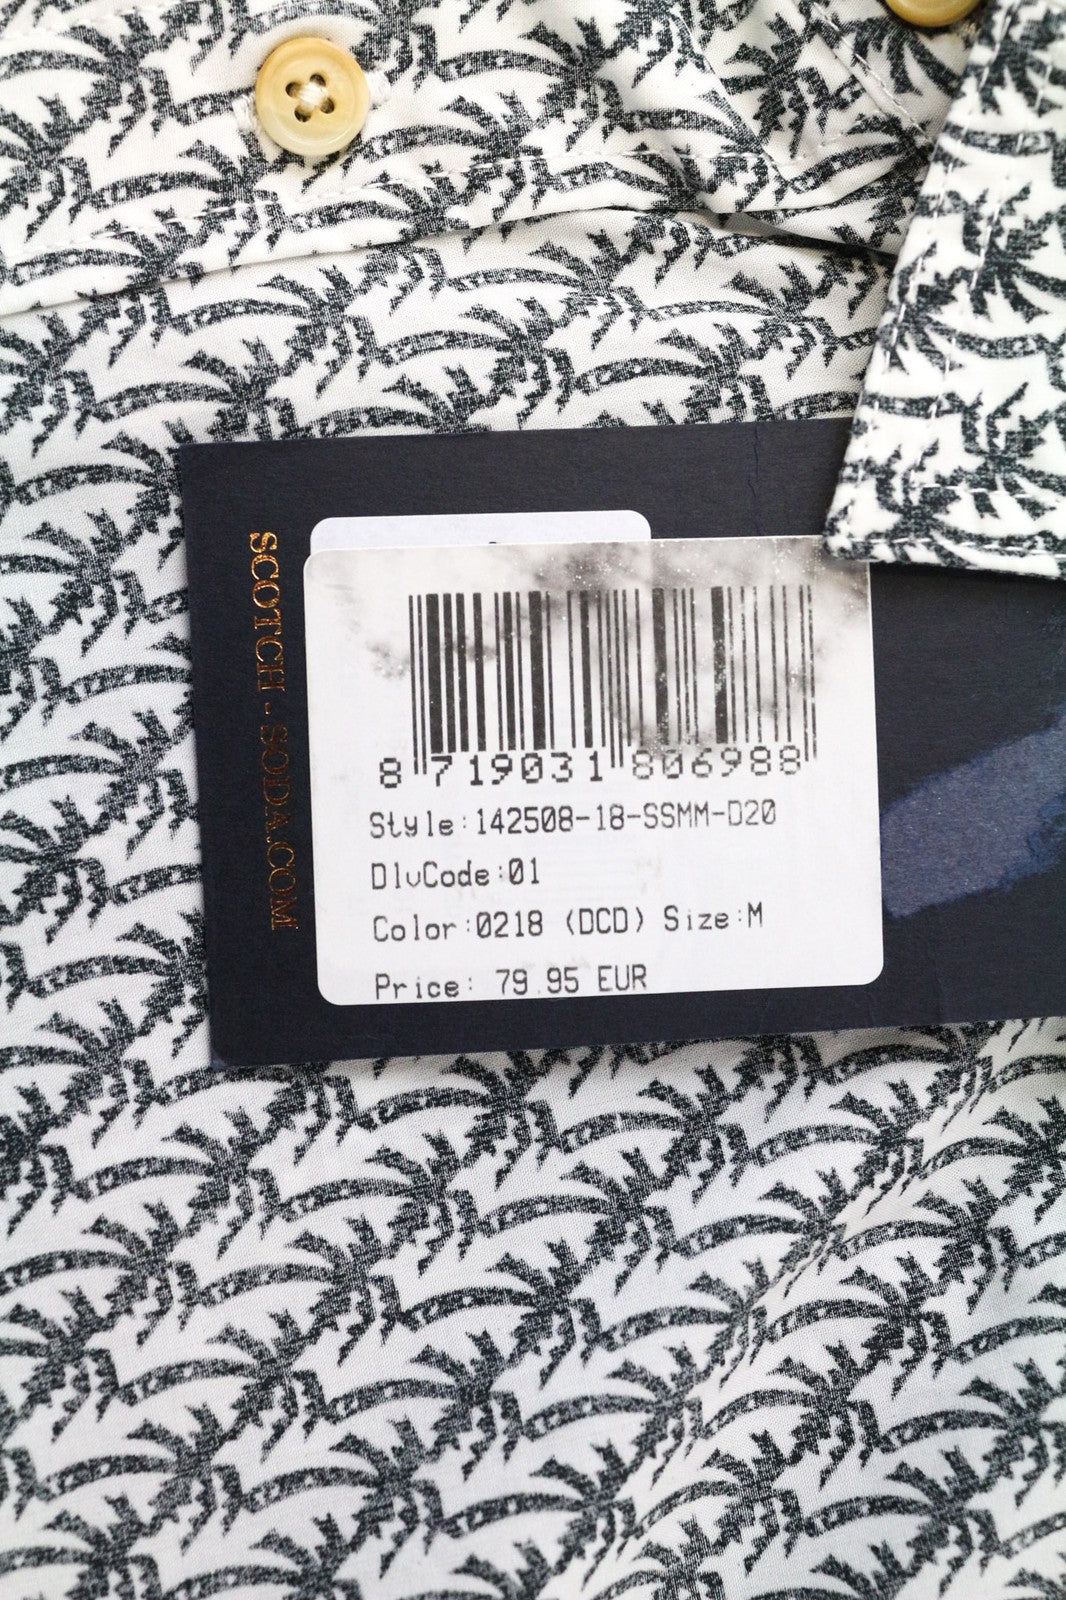 SCOTCH-SODA.COM
8 719031 806988
Style:142508-18-SSMM-D20
DlvCode:01
Color:0218 (DCD) Size:M
Price: 79.95 EUR